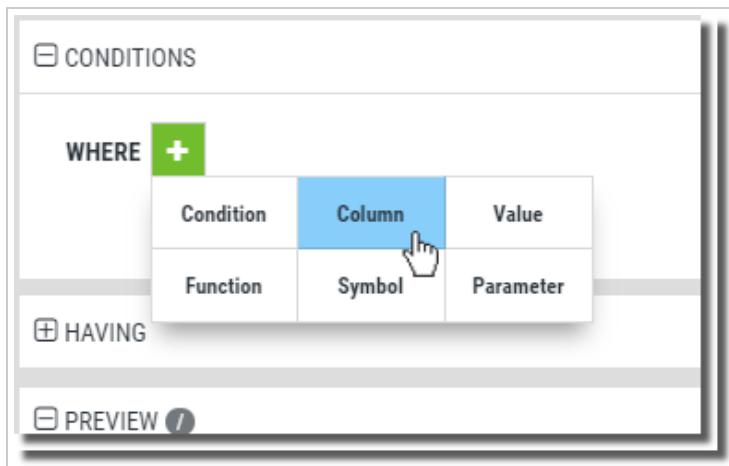 CONDITIONS
WHERE +
Condition Column Value
Function Symbol Parameter
HAVING
PREVIEW